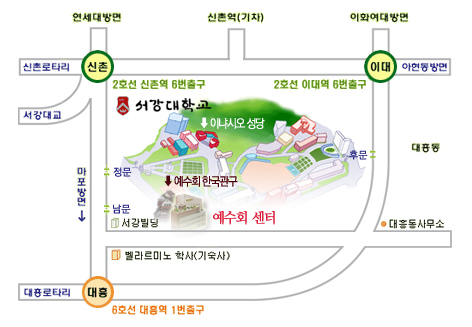 연세대방면
신촌역(기차)
이화여대방면
신촌로타리
신촌
이대
아현동방면
2호선 신촌역 6번출구
2호선 이대역 6번출구
서강대학교
서강대교
이냐시오 성당
대흥동
후문
정문
마포방면
예수회 한국관구
남문
예수회 센터
서강빌딩
대흥동사무소
벨라르미노 학사(기숙사)
대흥로타리
대흥
6호선 대흥역 1번출구